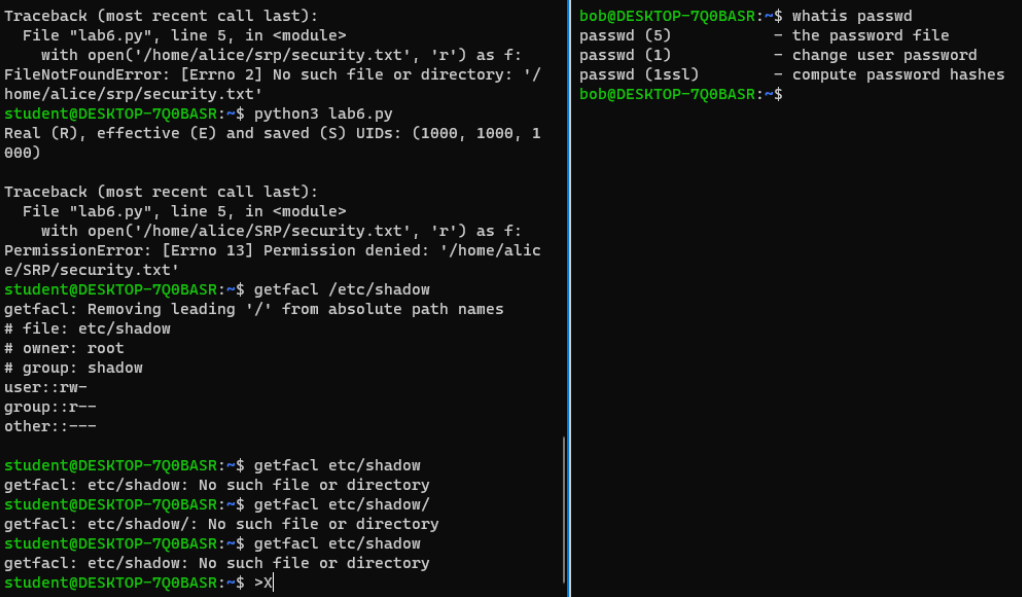 Traceback (most recent call last):
  File "lab6.py", line 5, in <module>
    with open('/home/alice/srp/security.txt', 'r') as f:
FileNotFoundError: [Errno 2] No such file or directory: '/
home/alice/srp/security.txt'
student@DESKTOP-7Q0BASR:~$ python3 lab6.py
Real (R), effective (E) and saved (S) UIDs: (1000, 1000, 1
000)

Traceback (most recent call last):
  File "lab6.py", line 5, in <module>
    with open('/home/alice/SRP/security.txt', 'r') as f:
PermissionError: [Errno 13] Permission denied: '/home/alic
e/SRP/security.txt'
student@DESKTOP-7Q0BASR:~$ getfacl /etc/shadow
getfacl: Removing leading '/' from absolute path names
# file: etc/shadow
# owner: root
# group: shadow
user::rw-
group::r--
other::---

student@DESKTOP-7Q0BASR:~$ getfacl etc/shadow
getfacl: etc/shadow: No such file or directory
student@DESKTOP-7Q0BASR:~$ getfacl etc/shadow/
getfacl: etc/shadow/: No such file or directory
student@DESKTOP-7Q0BASR:~$ getfacl etc/shadow
getfacl: etc/shadow: No such file or directory
student@DESKTOP-7Q0BASR:~$ >X
bob@DESKTOP-7Q0BASR:~$ whatis passwd
passwd (5)           - the password file
passwd (1)           - change user password
passwd (1ssl)        - compute password hashes
bob@DESKTOP-7Q0BASR:~$